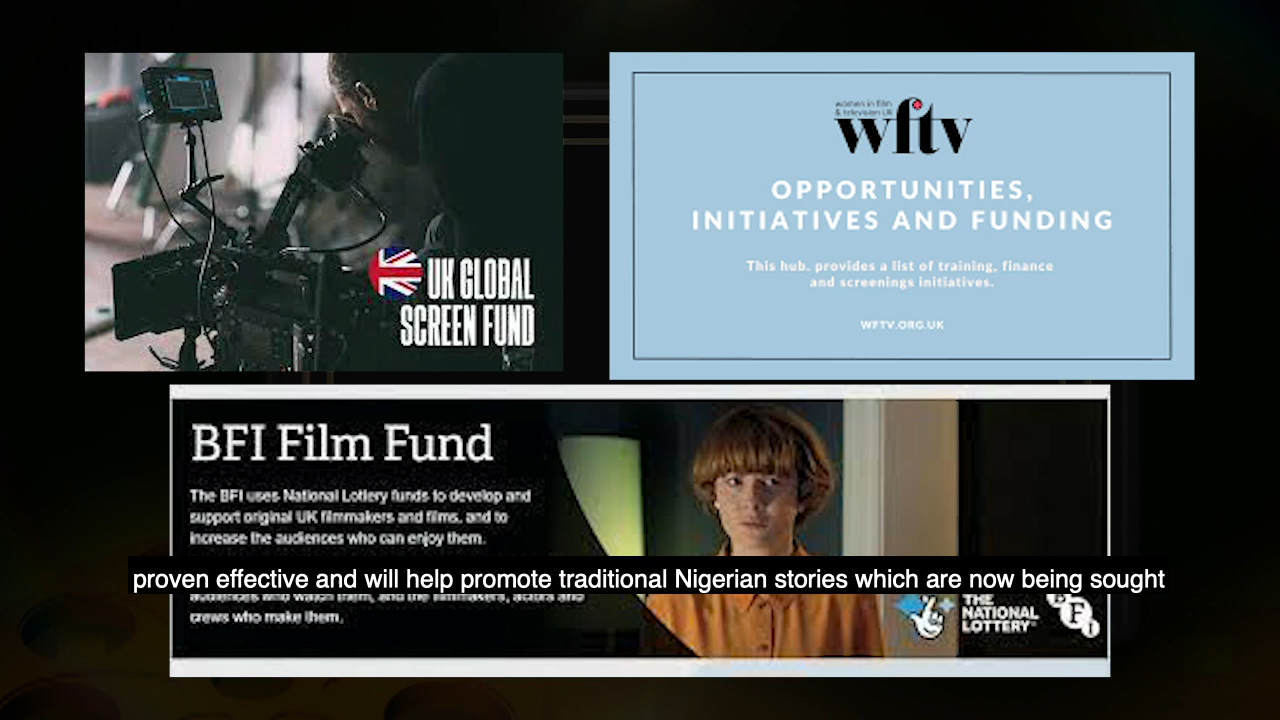 UK GLOBAL
SCREEN FUND
women in film
& television UK
wftv
OPPORTUNITIES,
INITIATIVES AND FUNDING
This hub. provides a list of training, finance
and screenings initiatives.
WFTV.ORG.UK
BFI Film Fund
The BFI uses National Lottery funds to develop and
support original UK filmmakers and films, and to
increase the audiences who can enjoy them.
proven effective and will help promote traditional Nigerian stories which are now being sought
audiences who watch them, and the filmmakers, actors and
crews who make them.
THE
NATIONAL
LOTTERY
BFI